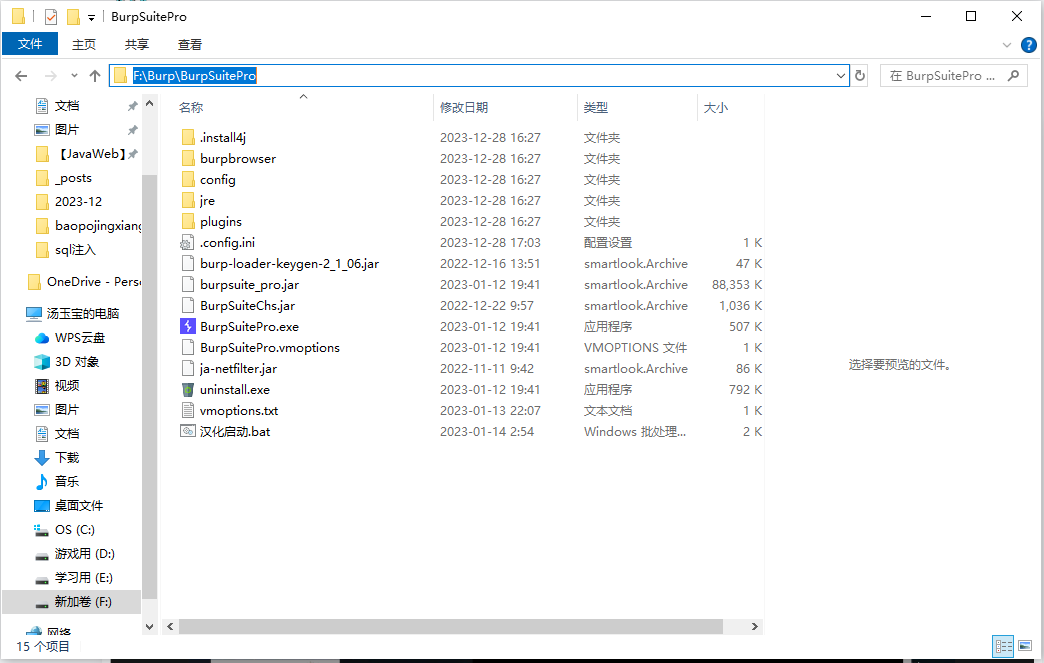 BurpSuitePro
文件 主页 共享 查看
F:\Burp\BurpSuitePro 在 BurpSuitePro ...
文档
图片
【JavaWeb】
_posts
2023-12
baopojingxiang
sql注入
OneDrive - Pers
汤玉宝的电脑
WPS云盘
3D 对象
视频
图片
文档
下载
音乐
桌面文件
OS (C:)
游戏用 (D:)
学习用 (E:)
新加卷 (F:)
网络
名称 修改日期 类型 大小
.install4j 2023-12-28 16:27 文件夹
burpbrowser 2023-12-28 16:27 文件夹
config 2023-12-28 16:27 文件夹
jre 2023-12-28 16:27 文件夹
plugins 2023-12-28 16:27 文件夹
.config.ini 2023-12-28 17:03 配置设置 1 K
burp-loader-keygen-2_1_06.jar 2022-12-16 13:51 smartlook.Archive 47 K
burpsuite_pro.jar 2023-01-12 19:41 smartlook.Archive 88,353 K
BurpSuiteChs.jar 2022-12-22 9:57 smartlook.Archive 1,036 K
BurpSuitePro.exe 2023-01-12 19:41 应用程序 507 K
BurpSuitePro.vmoptions 2023-01-12 19:41 VMOPTIONS 文件 1 K
ja-netfilter.jar 2022-11-11 9:42 smartlook.Archive 86 K
uninstall.exe 2023-01-12 19:41 应用程序 792 K
vmoptions.txt 2023-01-13 22:07 文本文档 1 K
汉化启动.bat 2023-01-14 2:54 Windows 批处理... 2 K
选择要预览的文件。
15 个项目